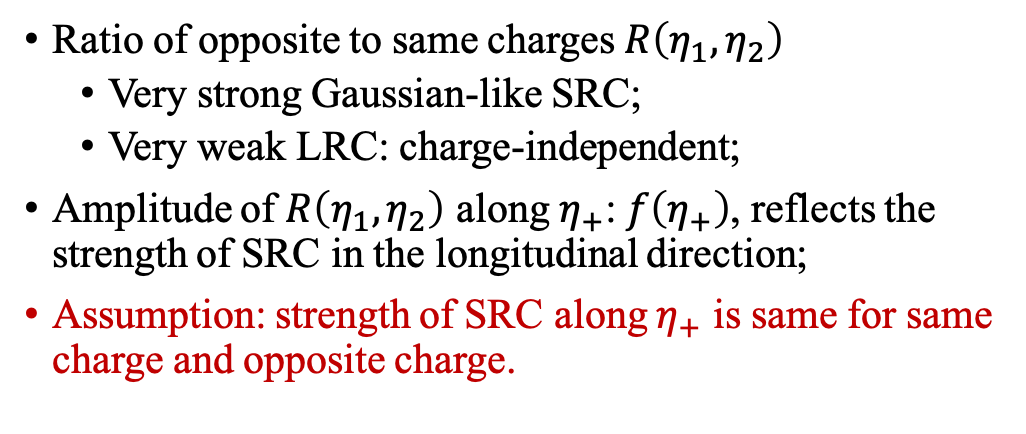 • Ratio of opposite to same charges R(η₁,η₂)
• Very strong Gaussian-like SRC;
• Very weak LRC: charge-independent;
• Amplitude of R(η₁,η₂) along η₊: f(η₊), reflects the
strength of SRC in the longitudinal direction;
• Assumption: strength of SRC along η₊ is same for same
charge and opposite charge.